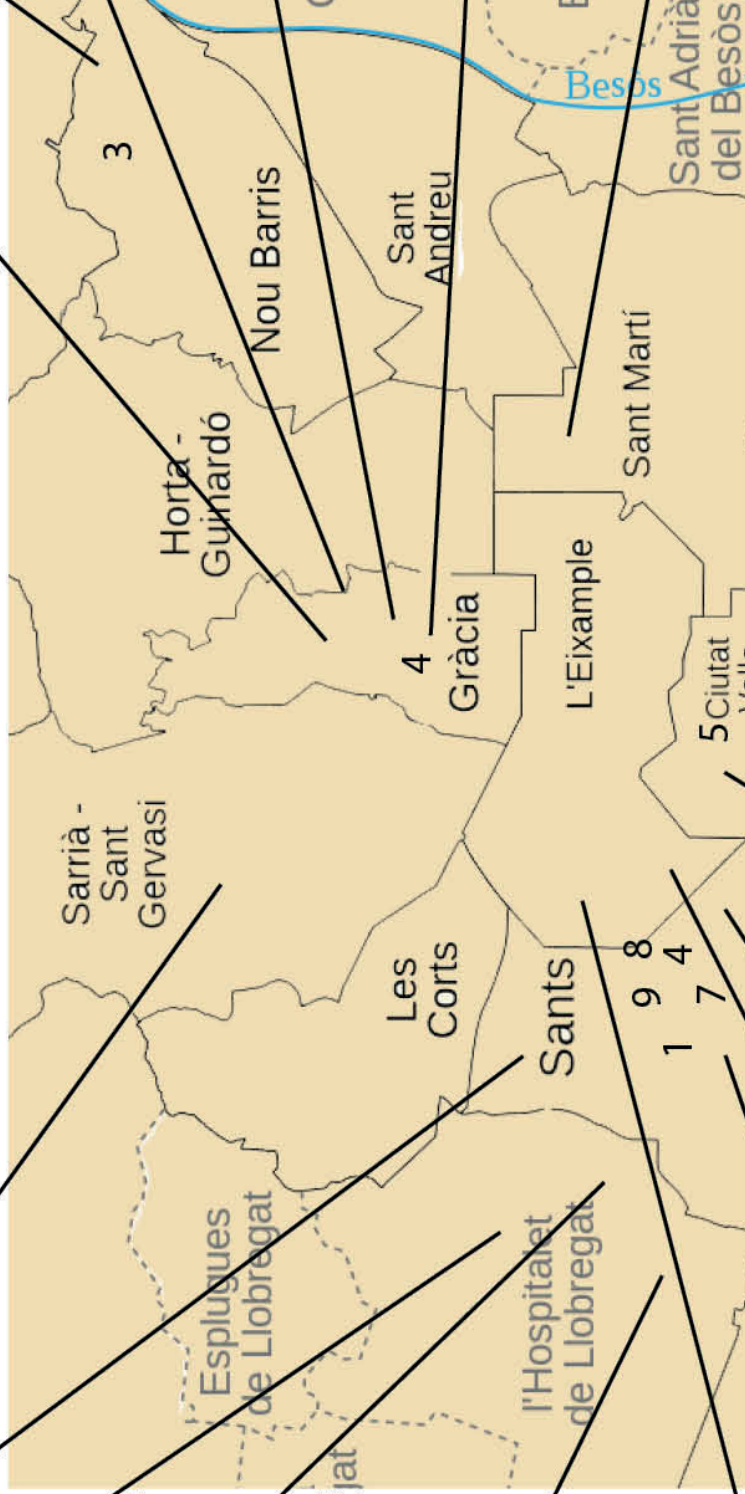 Sarrià -
Sant
Gervasi
Horta -
Guinardó
3
Nou Barris
Sant
Andreu
Besòs
Sant Adrià
del Besòs
Sant Martí
4
Gràcia
L'Eixample
5 Ciutat
Les
Corts
Sants
9 8
1 7 4
Esplugues
de Llobregat
l'Hospitalet
de Llobregat